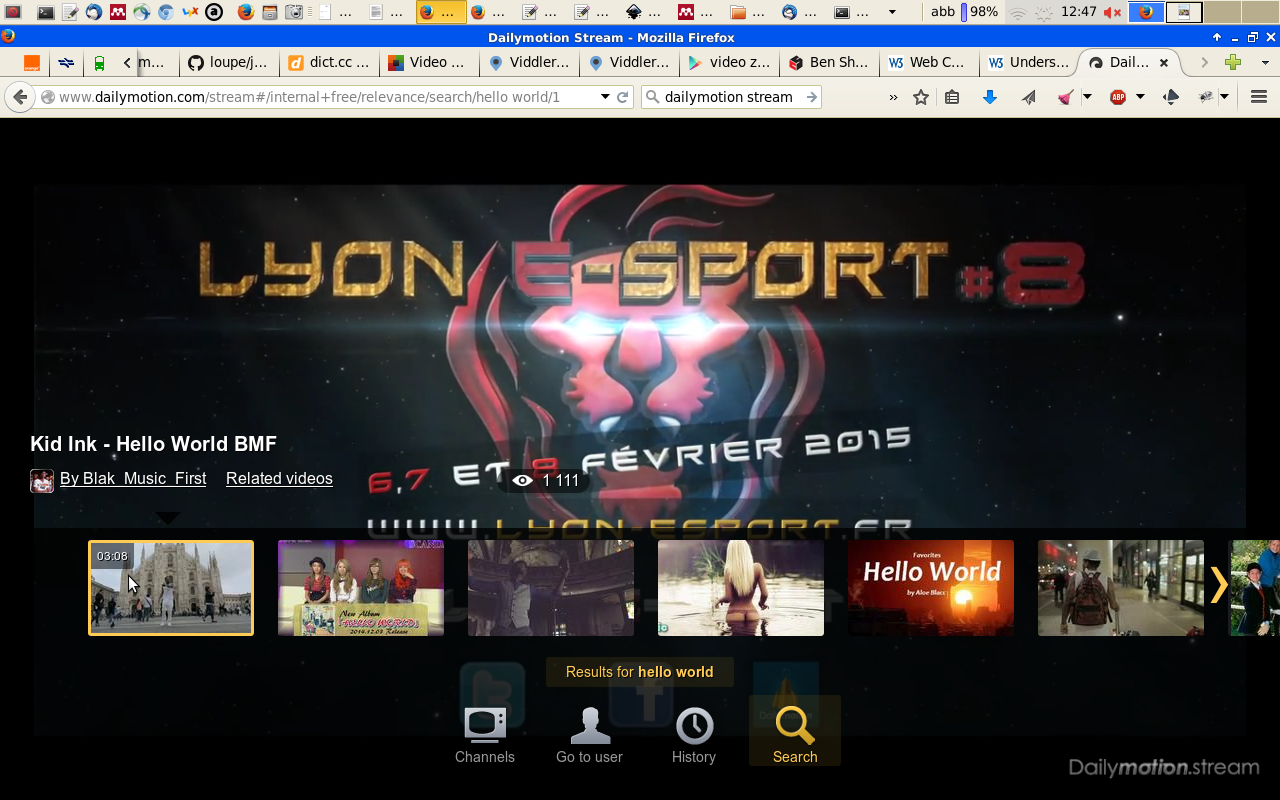 abb 98% 12:47
Dailymotion Stream - Mozilla Firefox
m... loupe/j... dict.cc ... Video ... Viddler... Viddler... video z... Ben Sh... Web C... Unders... Dail...
www.dailymotion.com/stream#/internal+free/relevance/search/hello world/1
dailymotion stream
ABP
LYON E-SPORT #8
Kid Ink - Hello World BMF
6,7 ET 8 FÉVRIER 2015
By Blak_Music_First Related videos
1 111
WWW.LYON-ESPORT.FR
03:08
New Album
"HELLO WORLD"
2014.12.03 Release
Favorites
Hello World
by Aloe Blacc
Results for hello world
Channels Go to user History Search
Dailymotion.stream